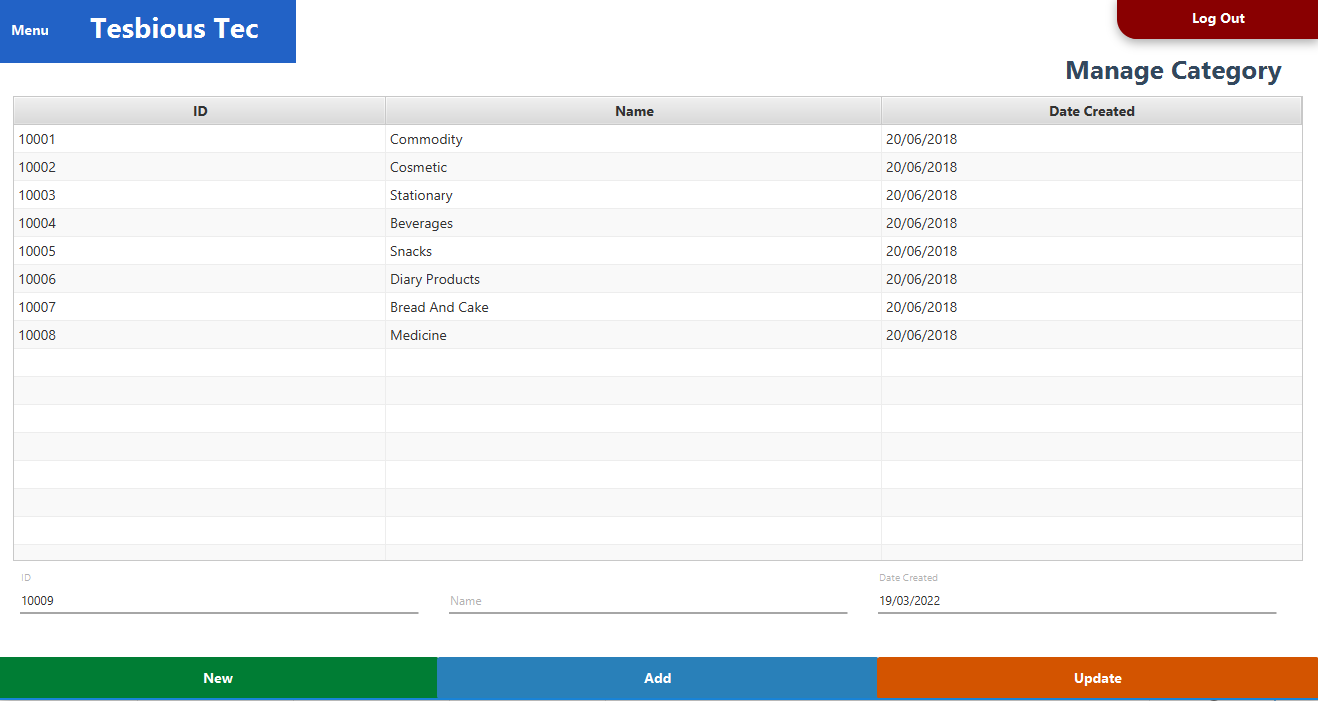 Menu
Tesbious Tec
Log Out
Manage Category
ID Name Date Created
10001 Commodity 20/06/2018
10002 Cosmetic 20/06/2018
10003 Stationary 20/06/2018
10004 Beverages 20/06/2018
10005 Snacks 20/06/2018
10006 Diary Products 20/06/2018
10007 Bread And Cake 20/06/2018
10008 Medicine 20/06/2018
ID Date Created
10009 Name 19/03/2022
New Add Update